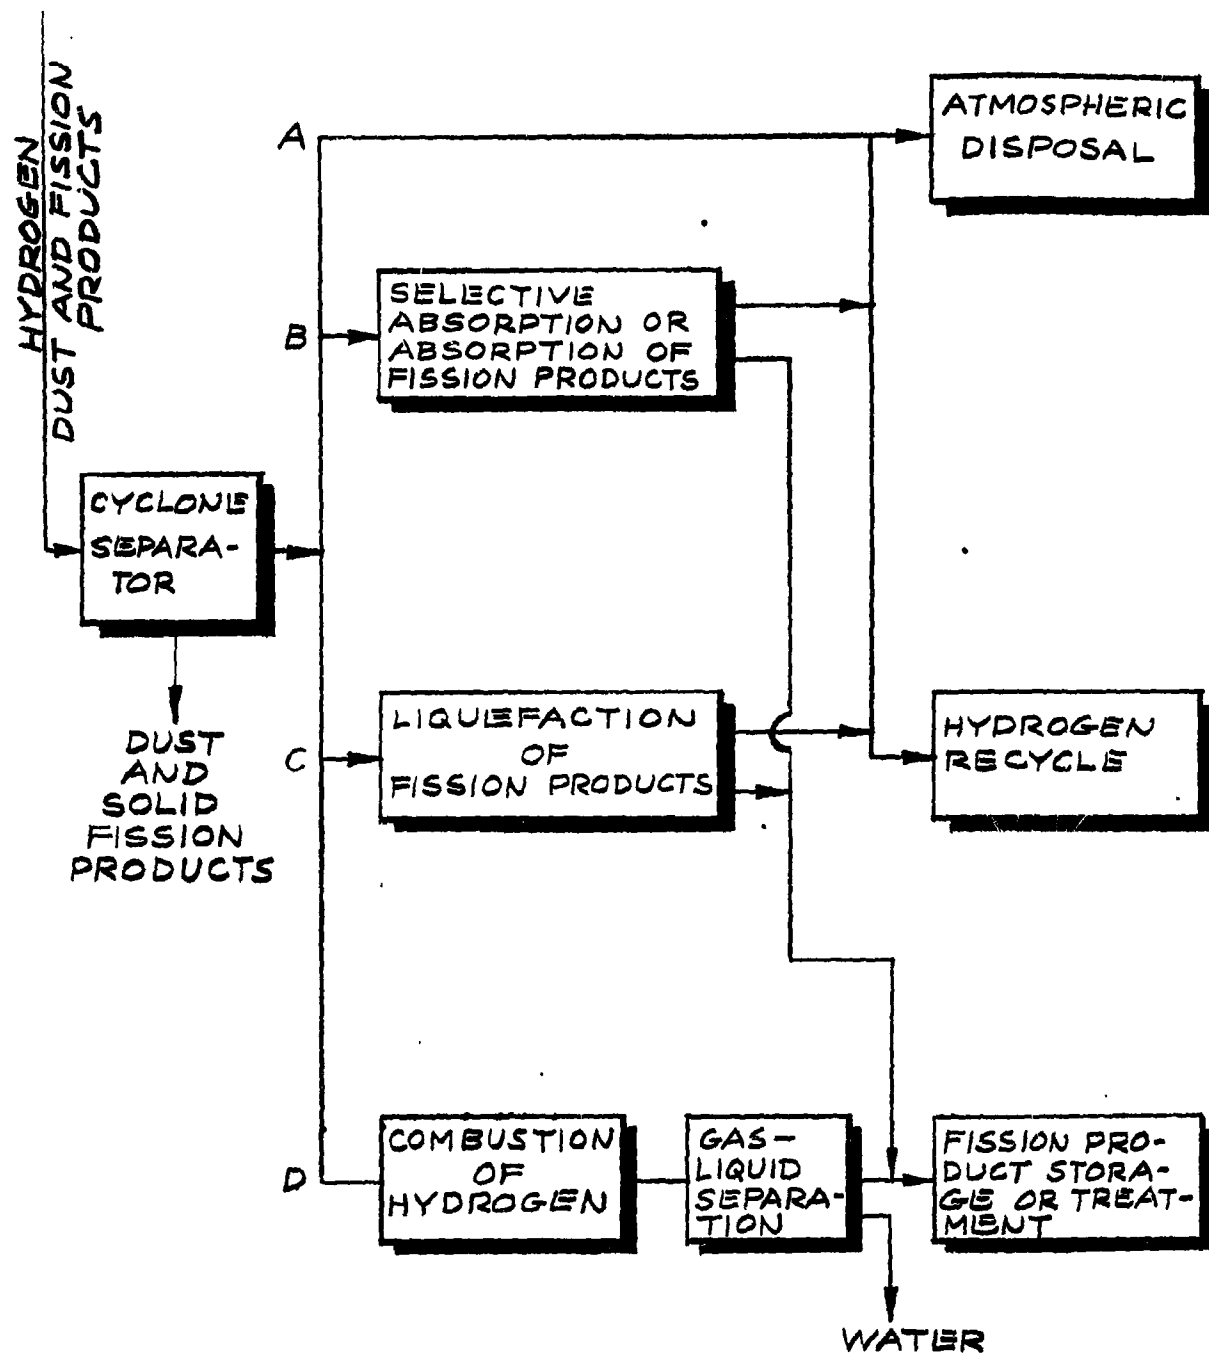 HYDROGEN
DUST AND FISSION
PRODUCTS
A
ATMOSPHERIC
DISPOSAL
B
SELECTIVE
ABSORPTION OR
ABSORPTION OF
FISSION PRODUCTS
CYCLONE
SEPARA-
TOR
DUST
AND
SOLID
FISSION
PRODUCTS
C
LIQUEFACTION
OF
FISSION PRODUCTS
HYDROGEN
RECYCLE
D
COMBUSTION
OF
HYDROGEN
GAS-
LIQUID
SEPARA-
TION
FISSION PRO-
DUCT STORA-
GE OR TREAT-
MENT
WATER